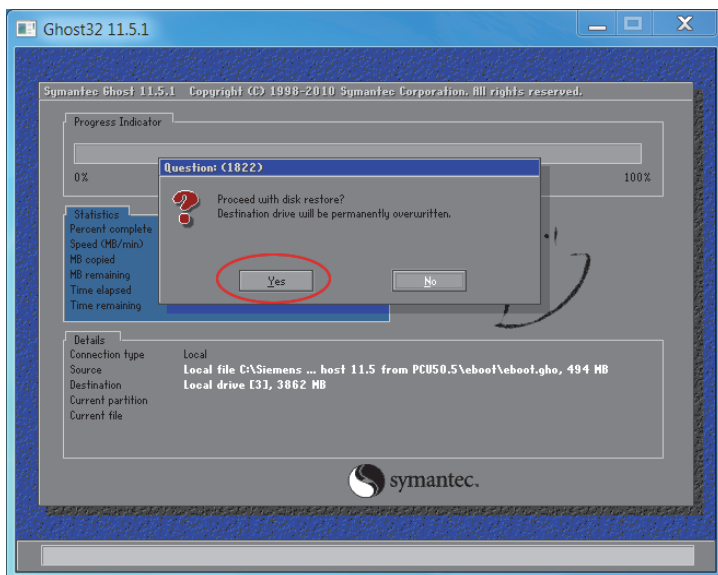 Ghost32 11.5.1
Symantec Ghost 11.5.1 Copyright (C) 1998-2010 Symantec Corporation. All rights reserved.
Progress Indicator
0%
100%
Question: (1822)
Proceed with disk restore?
Destination drive will be permanently overwritten.
Yes
No
Statistics
Percent complete
Speed (MB/min)
MB copied
MB remaining
Time elapsed
Time remaining
Details
Connection type Local
Source Local file C:\Siemens ... host 11.5 from PCU50.5\eboot\eboot.gho, 494 MB
Destination Local drive [3], 3862 MB
Current partition
Current file
symantec.